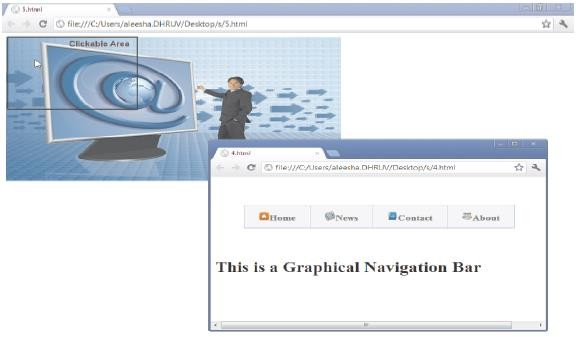 5.html
file:///C:/Users/aleesha.DHRUV/Desktop/s/5.html
Clickable Area
@
4.html
file:///C:/Users/aleesha.DHRUV/Desktop/s/4.html
Home News Contact About
This is a Graphical Navigation Bar